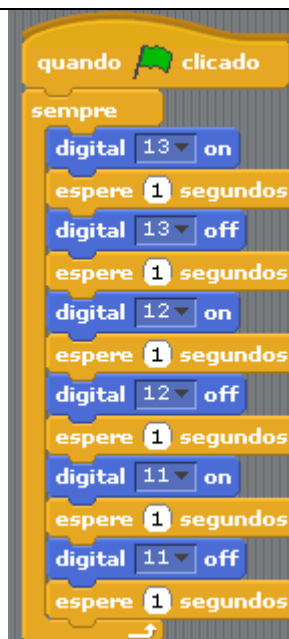 quando clicado
sempre
digital 13 on
espere 1 segundos
digital 13 off
espere 1 segundos
digital 12 on
espere 1 segundos
digital 12 off
espere 1 segundos
digital 11 on
espere 1 segundos
digital 11 off
espere 1 segundos